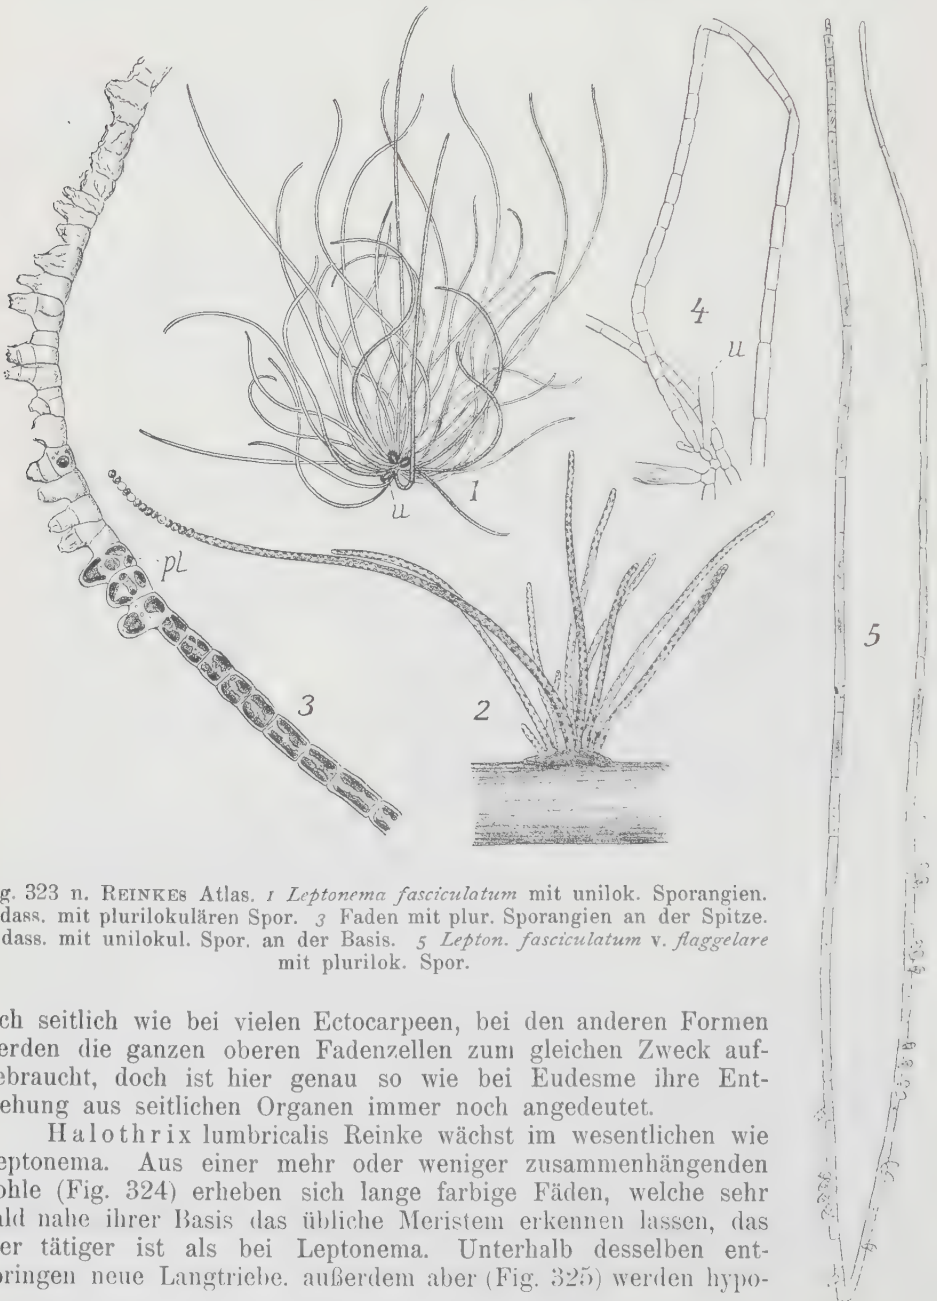 4
u
1
u
pl
5
3
2
g. 323 n. REINKES Atlas. 1 Leptonema fasciculatum mit unilok. Sporangien.
dass. mit plurilokulären Spor. 3 Faden mit plur. Sporangien an der Spitze.
dass. mit unilokul. Spor. an der Basis. 5 Lepton. fasciculatum v. flaggelare
mit plurilok. Spor.
ch seitlich wie bei vielen Ectocarpeen, bei den anderen Formen
erden die ganzen oberen Fadenzellen zum gleichen Zweck auf-
ebraucht, doch ist hier genau so wie bei Eudesme ihre Ent-
ehung aus seitlichen Organen immer noch angedeutet.
Halothrix lumbricalis Reinke wächst im wesentlichen wie
eptonema. Aus einer mehr oder weniger zusammenhängenden
ohle (Fig. 324) erheben sich lange farbige Fäden, welche sehr
ald nahe ihrer Basis das übliche Meristem erkennen lassen, das
er tätiger ist als bei Leptonema. Unterhalb desselben ent-
ringen neue Langtriebe. außerdem aber (Fig. 325) werden hypo-